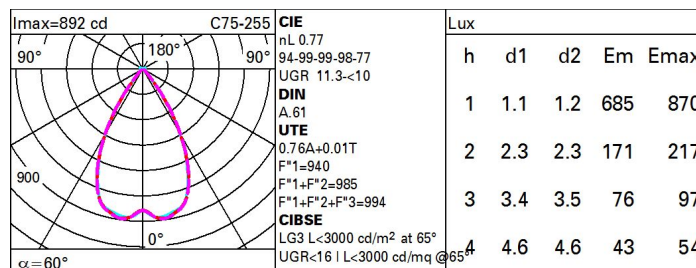 Imax=892 cd C75-255
90° 180° 90°
900
0°
α=60°
CIE
nL 0.77
94-99-99-98-77
UGR 11.3-<10
DIN
A.61
UTE
0.76A+0.01T
F"1=940
F"1+F"2=985
F"1+F"2+F"3=994
CIBSE
LG3 L<3000 cd/m² at 65°
UGR<16 | L<3000 cd/mq @65°
Lux
h d1 d2 Em Emax
1 1.1 1.2 685 870
2 2.3 2.3 171 217
3 3.4 3.5 76 97
4 4.6 4.6 43 54